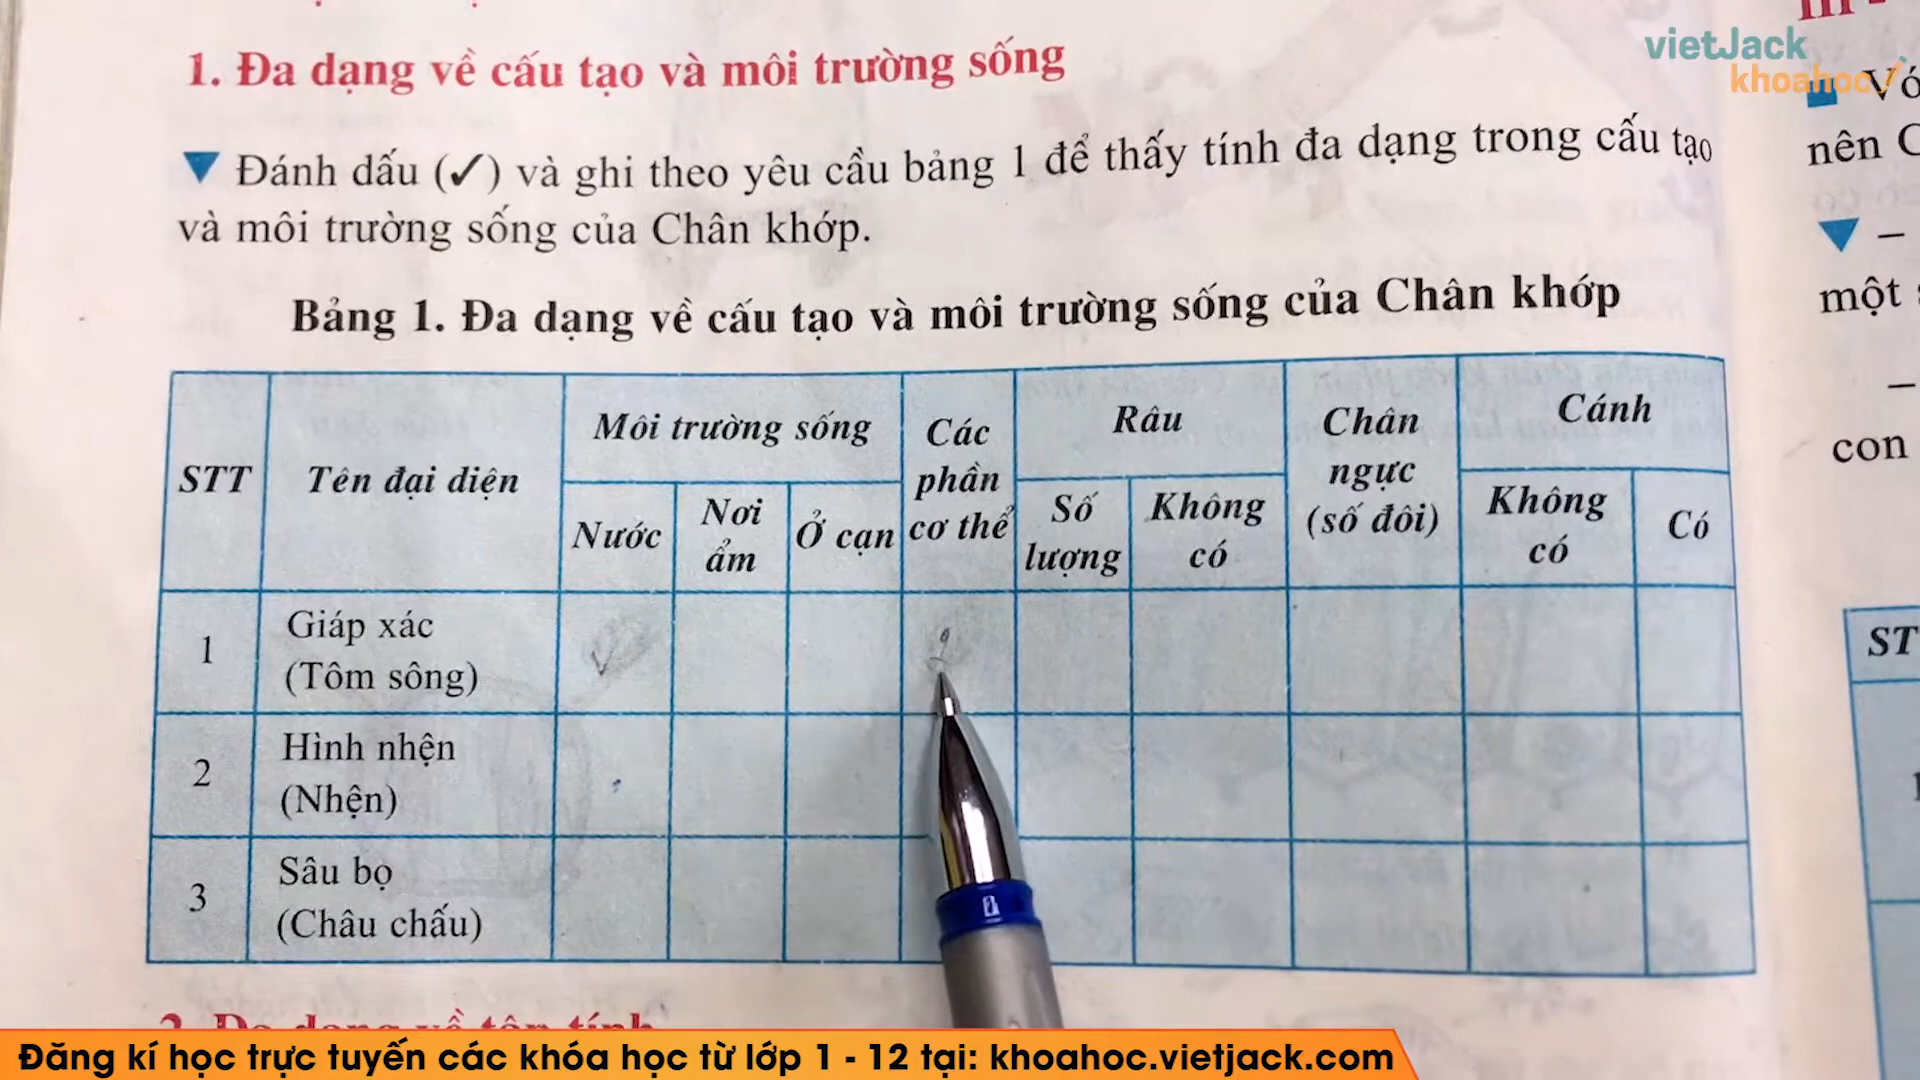 1. Đa dạng về cấu tạo và môi trường sống
▼ Đánh dấu (✓) và ghi theo yêu cầu bảng 1 để thấy tính đa dạng trong cấu tạo
và môi trường sống của Chân khớp.
Bảng 1. Đa dạng về cấu tạo và môi trường sống của Chân khớp
STT Tên đại diện Môi trường sống Các phần cơ thể Râu Chân ngực (số đôi) Cánh
Nước Nơi ẩm Ở cạn Số lượng Không có Không có Có
1 Giáp xác
(Tôm sông) ✓
2 Hình nhện
(Nhện)
3 Sâu bọ
(Châu chấu)
vietJack
khoahoc
nên
một
con
ST
Đăng kí học trực tuyến các khóa học từ lớp 1 - 12 tại: khoahoc.vietjack.com